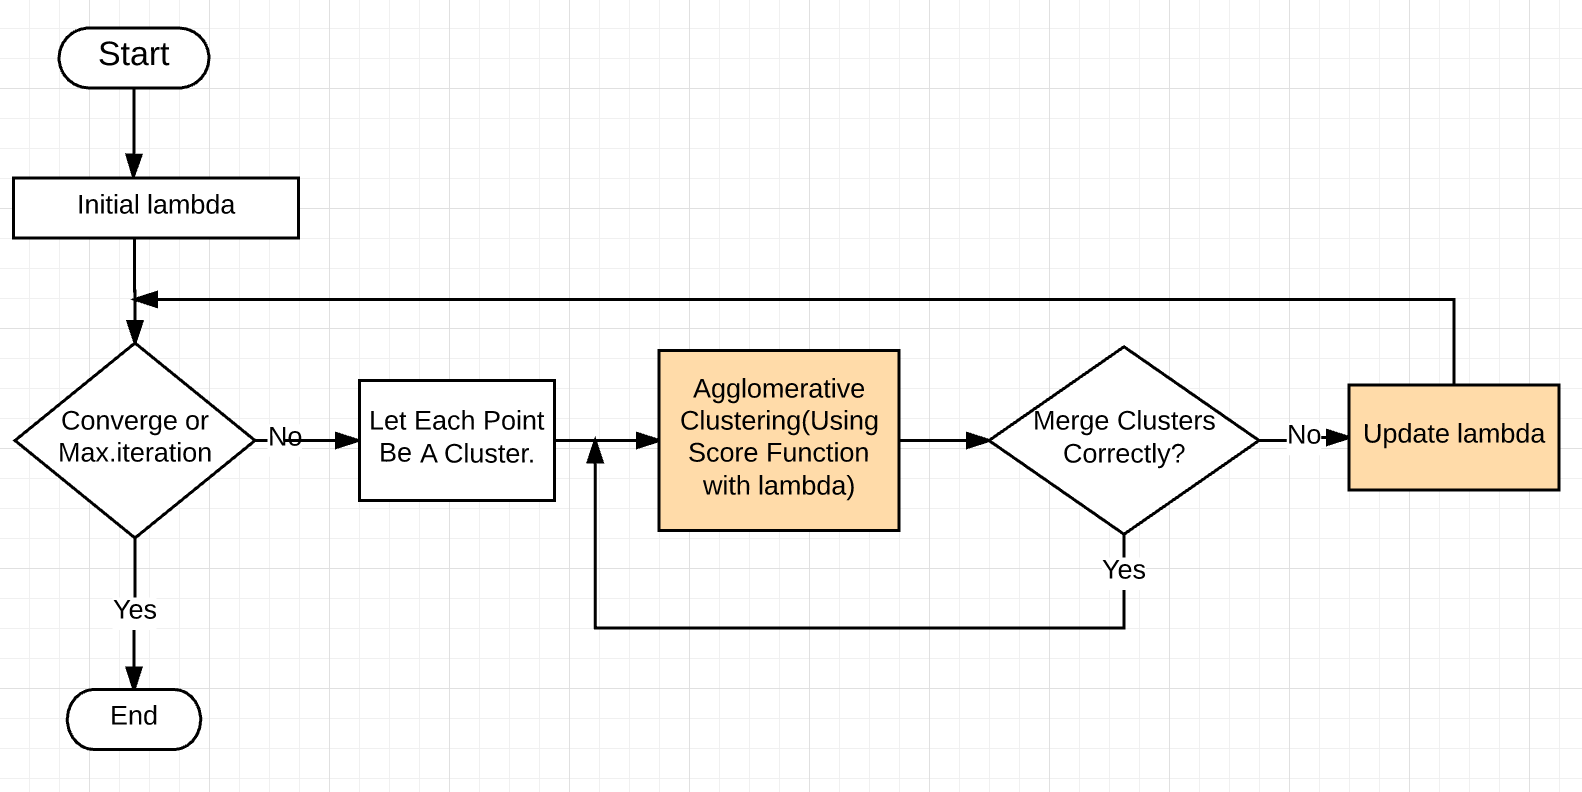 Start
Initial lambda
Converge or
Max.iteration
No
Let Each Point
Be A Cluster.
Agglomerative
Clustering(Using
Score Function
with lambda)
Merge Clusters
Correctly?
No
Update lambda
Yes
Yes
End